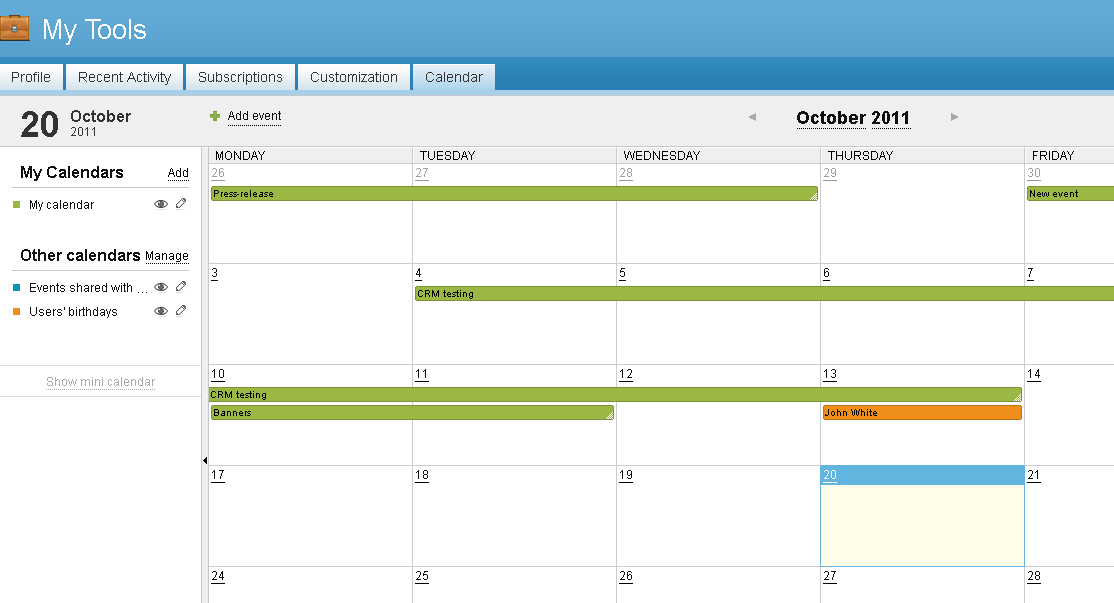 My Tools
Profile Recent Activity Subscriptions Customization Calendar
20 October 2011
Add event
October 2011
My Calendars Add
My calendar
Other calendars Manage
Events shared with ...
Users' birthdays
Show mini calendar
MONDAY TUESDAY WEDNESDAY THURSDAY FRIDAY
26 27 28 29 30
Press-release New event
3 4 5 6 7
CRM testing
10 11 12 13 14
CRM testing
Banners John White
17 18 19 20 21
24 25 26 27 28